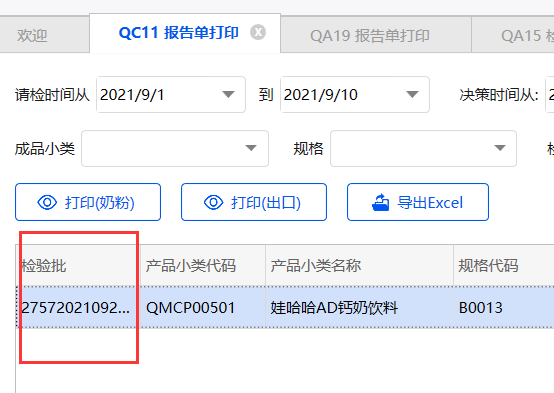 欢迎
QC11 报告单打印
QA19 报告单打印
QA15
请检时间从 2021/9/1 到 2021/9/10 决策时间从: 2
成品小类 规格
打印(奶粉) 打印(出口) 导出Excel
检验批 产品小类代码 产品小类名称 规格代码
27572021092... QMCP00501 娃哈哈AD钙奶饮料 B0013